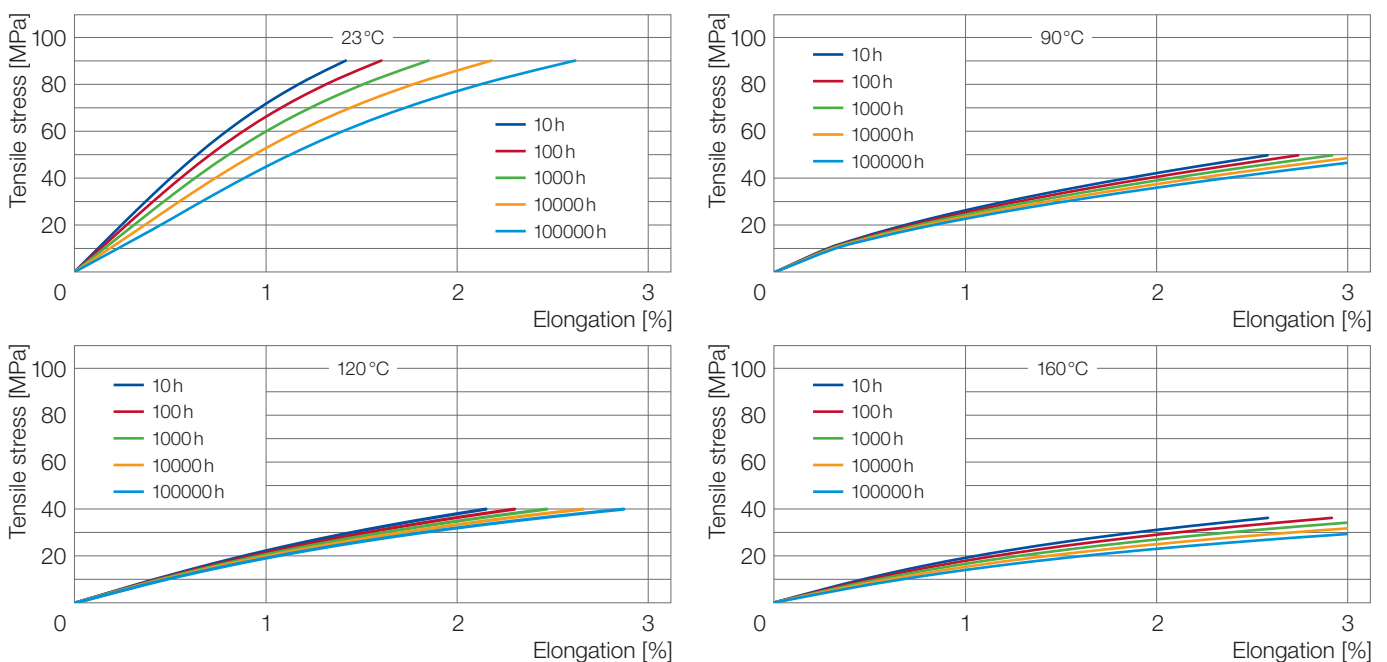 Tensile stress [MPa]
100
80
60
40
20
0
1
2
3
Elongation [%]
23 °C
10 h
100 h
1000 h
10000 h
100000 h
Tensile stress [MPa]
100
80
60
40
20
0
1
2
3
Elongation [%]
90 °C
10 h
100 h
1000 h
10000 h
100000 h
Tensile stress [MPa]
100
80
60
40
20
0
1
2
3
Elongation [%]
120 °C
10 h
100 h
1000 h
10000 h
100000 h
Tensile stress [MPa]
100
80
60
40
20
0
1
2
3
Elongation [%]
160 °C
10 h
100 h
1000 h
10000 h
100000 h